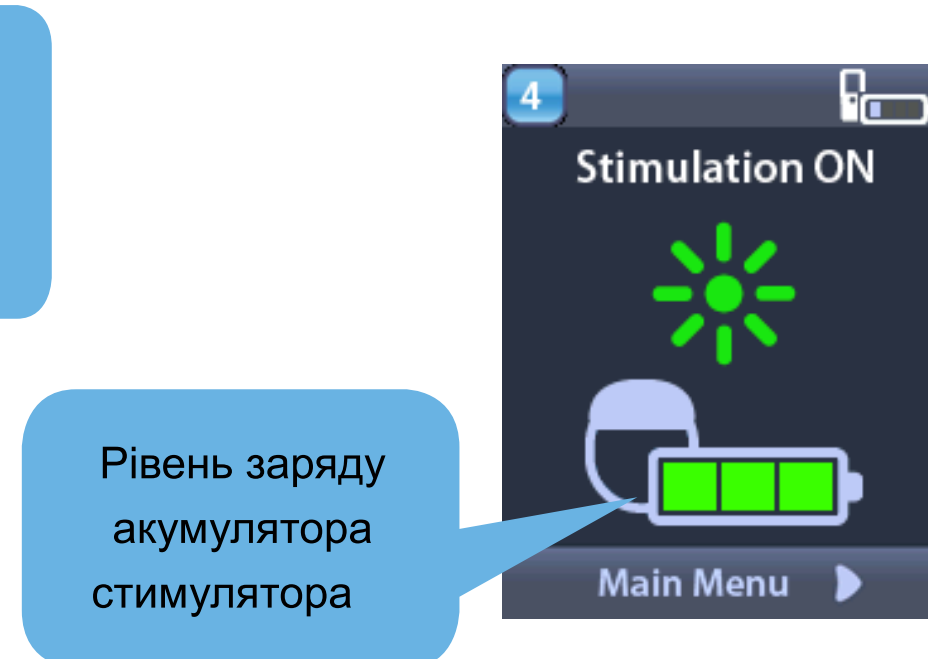 4
Stimulation ON
Рівень заряду
акумулятора
стимулятора
Main Menu